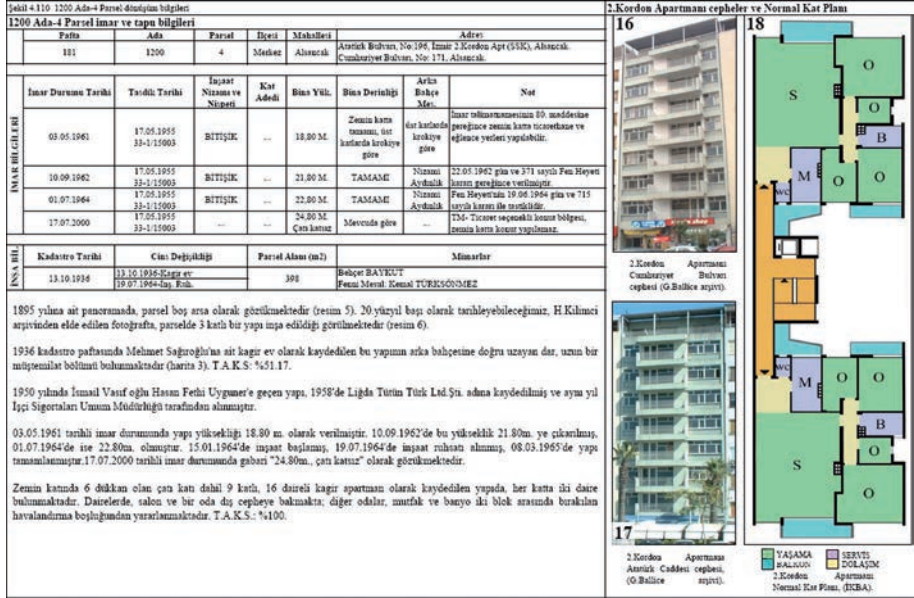 Şekil 4.110 1200 Ada-4 Parsel dönüşüm bilgileri
1200 Ada-4 Parsel imar ve tapu bilgileri
Pafta Ada Parsel İlçesi Mahallesi Adres
181 1200 4 Merkez Alsancak Atatürk Bulvarı, No:196, İzmir 2.Kordon Apt (SSK), Alsancak.
Cumhuriyet Bulvarı, No: 171, Alsancak.
İMAR BİLGİLERİ
İmar Durumu Tarihi Tasdik Tarihi İnşaat Nizamı ve Nispeti Kat Adedi Bina Yük. Bina Derinliği Arka Bahçe Mes. Not
03.05.1961 17.05.1955 33-1/15003 BİTİŞİK ... 18,80 M. Zemin katta tamamı, üst katlarda krokiye göre üst katlarda krokiye göre İmar talimatnamesinin 80. maddesine gereğince zemin katta ticarethane ve eğlence yerleri yapılabilir.
10.09.1962 17.05.1955 33-1/15003 BİTİŞİK ... 21,80 M. TAMAMI Nizami Aydınlık 22.05.1962 gün ve 371 sayılı Fen Heyeti kararı gereğince verilmiştir.
01.07.1964 17.05.1955 33-1/15003 BİTİŞİK ... 22,80 M. TAMAMI Nizami Aydınlık Fen Heyeti'nin 19.06.1964 gün ve 715 sayılı kararı ile tasdiklidir.
17.07.2000 17.05.1955 33-1/15003 ... ... 24,80 M. Çatı katsız Mevcuda göre ... TM- Ticaret seçenekli konut bölgesi, zemin katta konut yapılamaz.
İNŞA BİL.
Kadastro Tarihi Cins Değişikliği Parsel Alanı (m2) Mimarlar
13.10.1936 13.10.1936-Kagir ev 398 Behçet BAYKUT
19.07.1964-İnş. Ruh. Fenni Mesul: Kemal TÜRKSÖNMEZ
1895 yılına ait panoramada, parsel boş arsa olarak gözükmektedir (resim 5). 20.yüzyıl başı olarak tarihleyebileceğimiz, H.Kilimci
arşivinden elde edilen fotoğrafta, parselde 3 katlı bir yapı inşa edildiği görülmektedir (resim 6).
1936 kadastro paftasında Mehmet Sağıroğlu'na ait kagir ev olarak kaydedilen bu yapının arka bahçesine doğru uzayan dar, uzun bir
müştemilat bölümü bulunmaktadır (harita 3). T.A.K.S: %51.17.
1950 yılında İsmail Vasıf oğlu Hasan Fethi Uyguner'e geçen yapı, 1958'de Liğda Tütün Türk Ltd.Şti. adına kaydedilmiş ve aynı yıl
İşçi Sigortaları Umum Müdürlüğü tarafından alınmıştır.
03.05.1961 tarihli imar durumunda yapı yüksekliği 18.80 m. olarak verilmiştir. 10.09.1962'de bu yükseklik 21.80m. ye çıkarılmış,
01.07.1964'de ise 22.80m. olmuştur. 15.01.1964'de inşaat başlamış, 19.07.1964'de inşaat ruhsatı alınmış, 08.03.1965'de yapı
tamamlanmıştır.17.07.2000 tarihli imar durumunda gabari "24.80m., çatı katsız" olarak gözükmektedir.
Zemin katında 6 dükkan olan çatı katı dahil 9 katlı, 16 daireli kagir apartman olarak kaydedilen yapıda, her katta iki daire
bulunmaktadır. Dairelerde, salon ve bir oda dış cepheye bakmakta; diğer odalar, mutfak ve banyo iki blok arasında bırakılan
havalandırma boşluğundan yararlanmaktadır. T.A.K.S.: %100.
2.Kordon Apartmanı cepheler ve Normal Kat Planı
16
2.Kordon Apartmanı
Cumhuriyet Bulvarı
cephesi (G.Ballice arşivi).
17
2.Kordon Apartmanı
Atatürk Caddesi cephesi,
(G.Ballice arşivi).
18
O
S
O
B
M
WC
O
O
WC
M
O
O
B
S
O
O
YAŞAMA SERVİS
BALKON DOLAŞIM
2.Kordon Apartmanı
Normal Kat Planı, (İKBA).